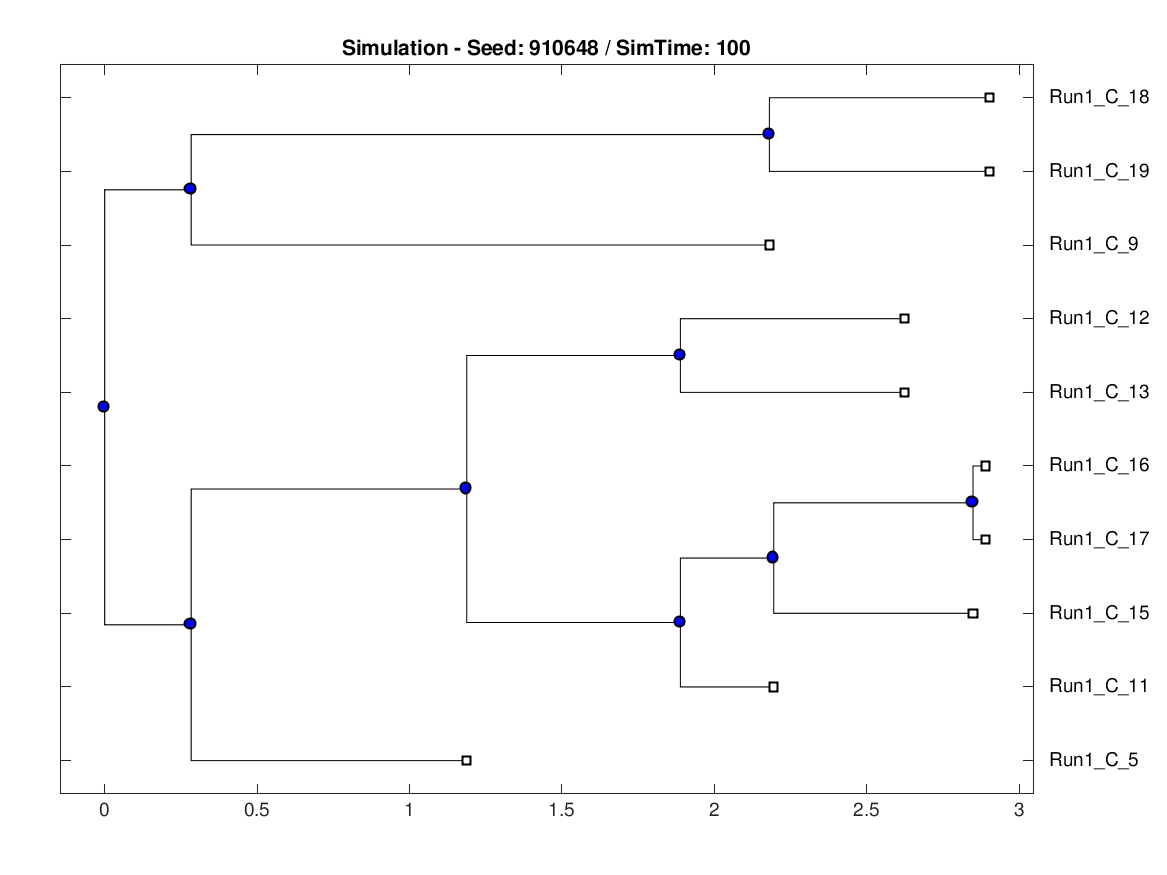 Simulation - Seed: 910648 / SimTime: 100
Run1_C_18
Run1_C_19
Run1_C_9
Run1_C_12
Run1_C_13
Run1_C_16
Run1_C_17
Run1_C_15
Run1_C_11
Run1_C_5
0 0.5 1 1.5 2 2.5 3